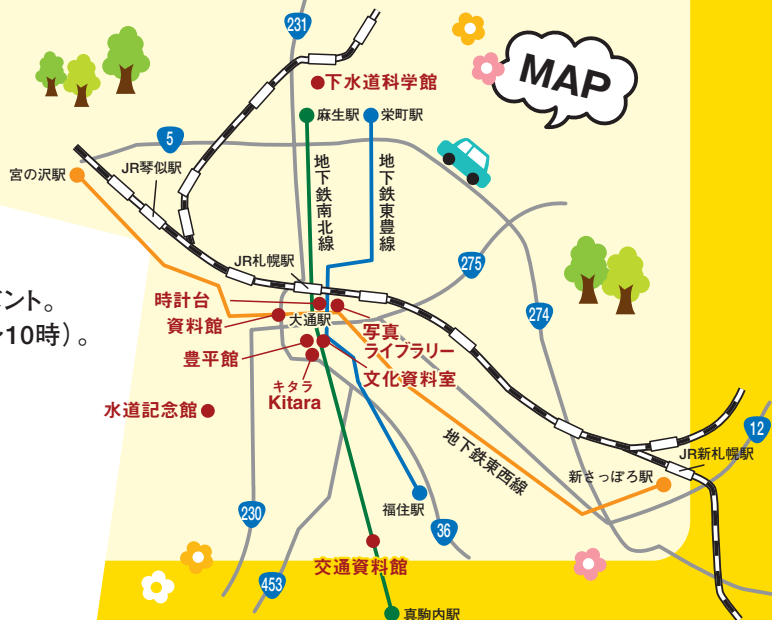 231
MAP
下水道科学館
麻生駅
栄町駅
5
JR琴似駅
宮の沢駅
地下鉄南北線
地下鉄東豊線
JR札幌駅
275
274
時計台
資料館
大通駅
写真
ライブラリー
豊平館
文化資料室
キタラ
Kitara
水道記念館
ント。
10時）。
地下鉄東西線
12
JR新札幌駅
新さっぽろ駅
福住駅
230
36
453
交通資料館
真駒内駅